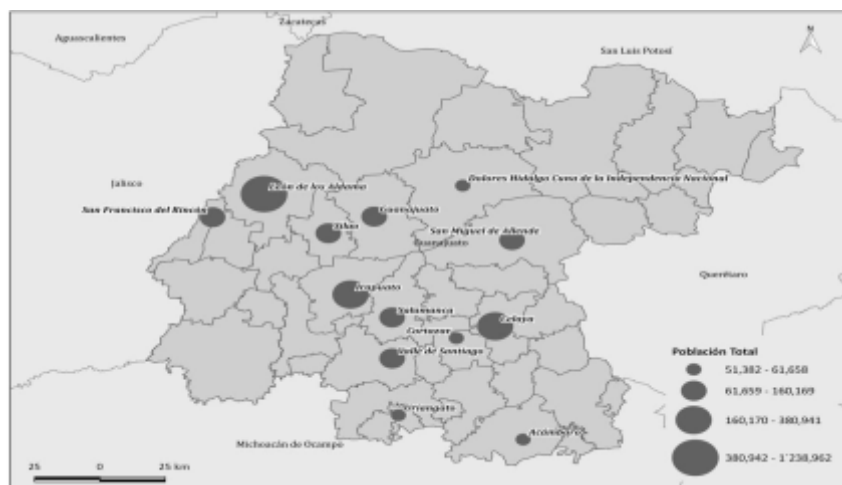 Zacatecas
Aguascalientes
N
San Luis Potosí
Jalisco
Dolores Hidalgo Cuna de la Independencia Nacional
León de los Aldama
San Francisco del Rincón
Guanajuato
Silao
San Miguel de Allende
Guanajuato
Querétaro
Irapuato
Salamanca
Celaya
Cortazar
Valle de Santiago
Uriangato
Acámbaro
Michoacán de Ocampo
Población Total
51,382 - 61,658
61,659 - 160,169
160,170 - 380,941
380,942 - 1'238,962
25 0 25 km